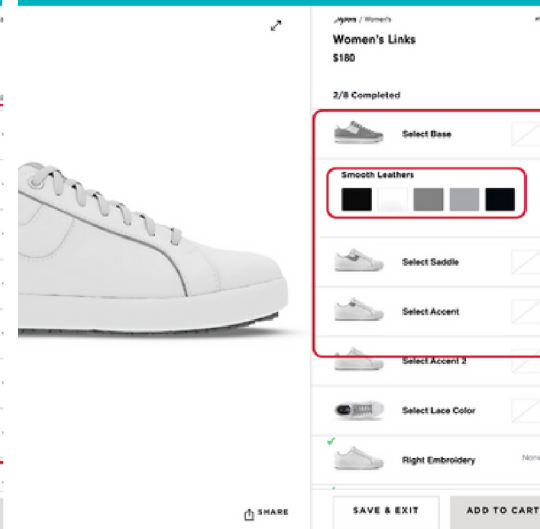 / Women's
Women's Links
$180
2/8 Completed
Select Base
Smooth Leathers
Select Saddle
Select Accent
Select Accent 2
Select Lace Color
Right Embroidery
None
SHARE
SAVE & EXIT
ADD TO CART